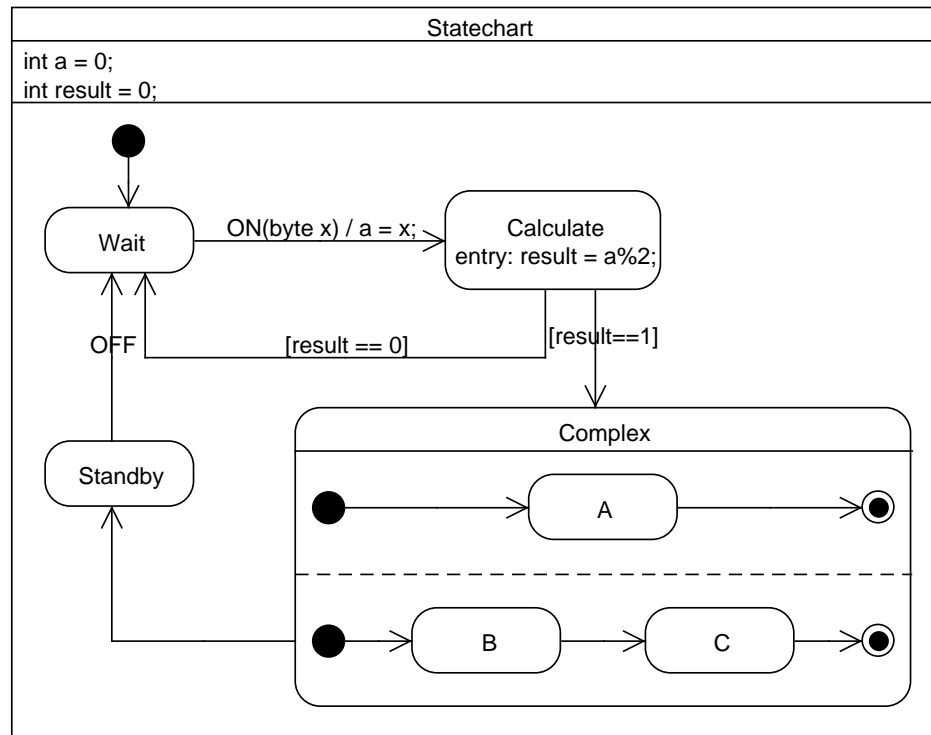 Statechart
int a = 0;
int result = 0;
Wait
ON(byte x) / a = x;
Calculate
entry: result = a%2;
OFF
[result == 0]
[result==1]
Complex
Standby
A
B
C